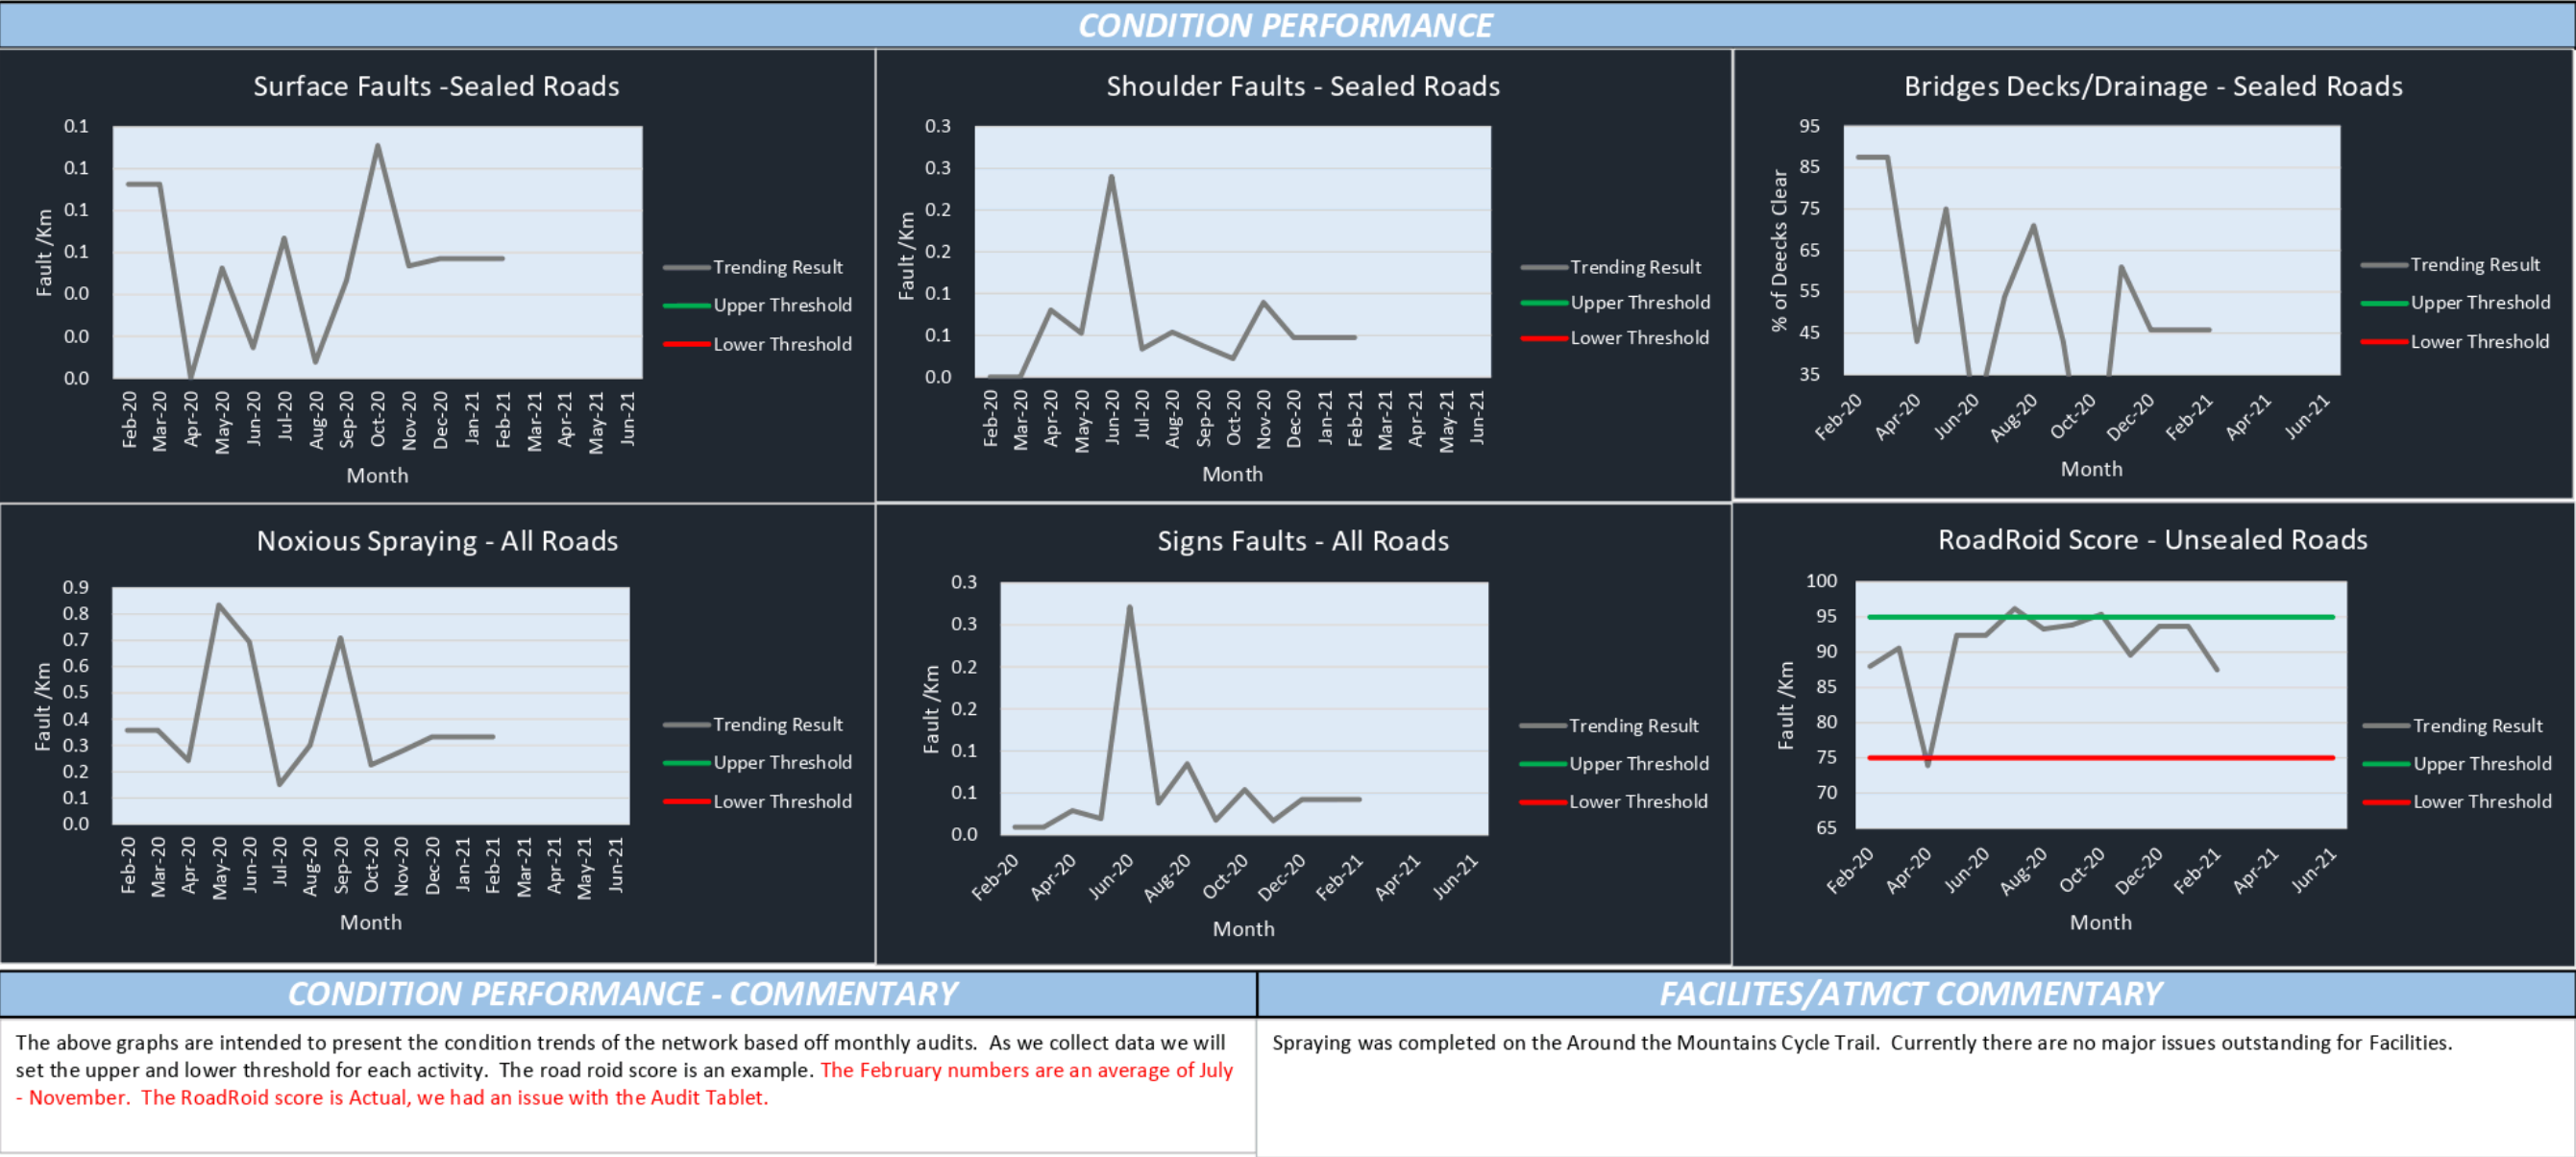 CONDITION PERFORMANCE
Surface Faults -Sealed Roads
Fault /Km
0.1
0.1
0.1
0.1
0.0
0.0
0.0
Feb-20
Mar-20
Apr-20
May-20
Jun-20
Jul-20
Aug-20
Sep-20
Oct-20
Nov-20
Dec-20
Jan-21
Feb-21
Mar-21
Apr-21
May-21
Jun-21
Month
Trending Result
Upper Threshold
Lower Threshold
Shoulder Faults - Sealed Roads
Fault /Km
0.3
0.3
0.2
0.2
0.1
0.1
0.0
Feb-20
Mar-20
Apr-20
May-20
Jun-20
Jul-20
Aug-20
Sep-20
Oct-20
Nov-20
Dec-20
Jan-21
Feb-21
Mar-21
Apr-21
May-21
Jun-21
Month
Trending Result
Upper Threshold
Lower Threshold
Bridges Decks/Drainage - Sealed Roads
% of Deecks Clear
95
85
75
65
55
45
35
Feb-20
Apr-20
Jun-20
Aug-20
Oct-20
Dec-20
Feb-21
Apr-21
Jun-21
Month
Trending Result
Upper Threshold
Lower Threshold
Noxious Spraying - All Roads
Fault /Km
0.9
0.8
0.7
0.6
0.5
0.4
0.3
0.2
0.1
0.0
Feb-20
Mar-20
Apr-20
May-20
Jun-20
Jul-20
Aug-20
Sep-20
Oct-20
Nov-20
Dec-20
Jan-21
Feb-21
Mar-21
Apr-21
May-21
Jun-21
Month
Trending Result
Upper Threshold
Lower Threshold
Signs Faults - All Roads
Fault /Km
0.3
0.3
0.2
0.2
0.1
0.1
0.0
Feb-20
Apr-20
Jun-20
Aug-20
Oct-20
Dec-20
Feb-21
Apr-21
Jun-21
Month
Trending Result
Upper Threshold
Lower Threshold
RoadRoid Score - Unsealed Roads
Fault /Km
100
95
90
85
80
75
70
65
Feb-20
Apr-20
Jun-20
Aug-20
Oct-20
Dec-20
Feb-21
Apr-21
Jun-21
Month
Trending Result
Upper Threshold
Lower Threshold
CONDITION PERFORMANCE - COMMENTARY
The above graphs are intended to present the condition trends of the network based off monthly audits. As we collect data we will
set the upper and lower threshold for each activity. The road roid score is an example. The February numbers are an average of July
- November. The RoadRoid score is Actual, we had an issue with the Audit Tablet.
FACILITES/ATMCT COMMENTARY
Spraying was completed on the Around the Mountains Cycle Trail. Currently there are no major issues outstanding for Facilities.